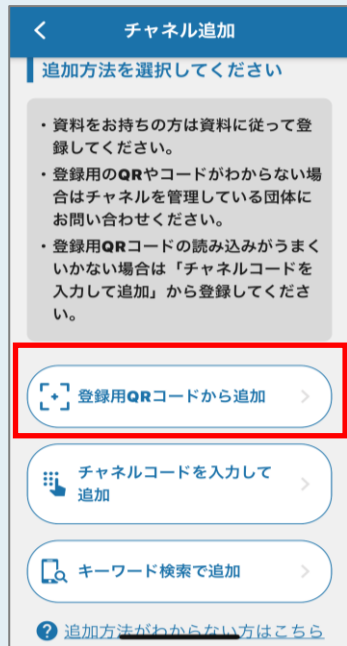 チャネル追加
追加方法を選択してください
・資料をお持ちの方は資料に従って登
録してください。
・登録用のQRやコードがわからない場
合はチャネルを管理している団体に
お問い合わせください。
・登録用QRコードの読み込みがうまく
いかない場合は「チャネルコードを
入力して追加」から登録してくださ
い。
登録用QRコードから追加
チャネルコードを入力して
追加
キーワード検索で追加
追加方法がわからない方はこちら